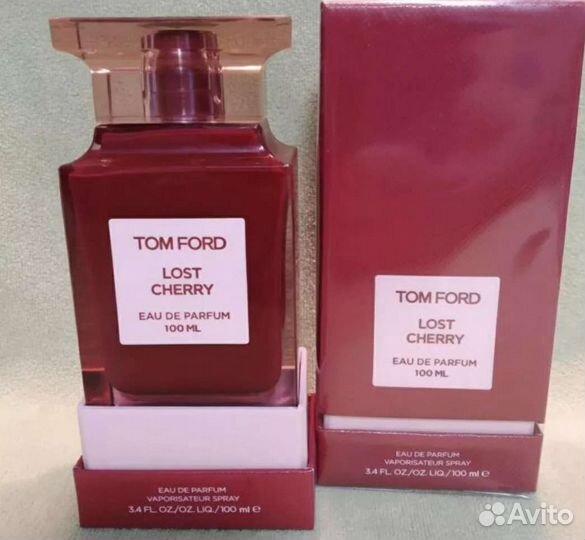 TOM FORD
LOST
CHERRY
EAU DE PARFUM
100 ML
EAU DE PARFUM
VAPORISATEUR SPRAY
3.4 FL. OZ./OZ. LIQ./100 ml ℮
TOM FORD
LOST
CHERRY
EAU DE PARFUM
100 ML
EAU DE PARFUM
VAPORISATEUR SPRAY
3.4 FL. OZ./OZ. LIQ./100 ml ℮
Avito